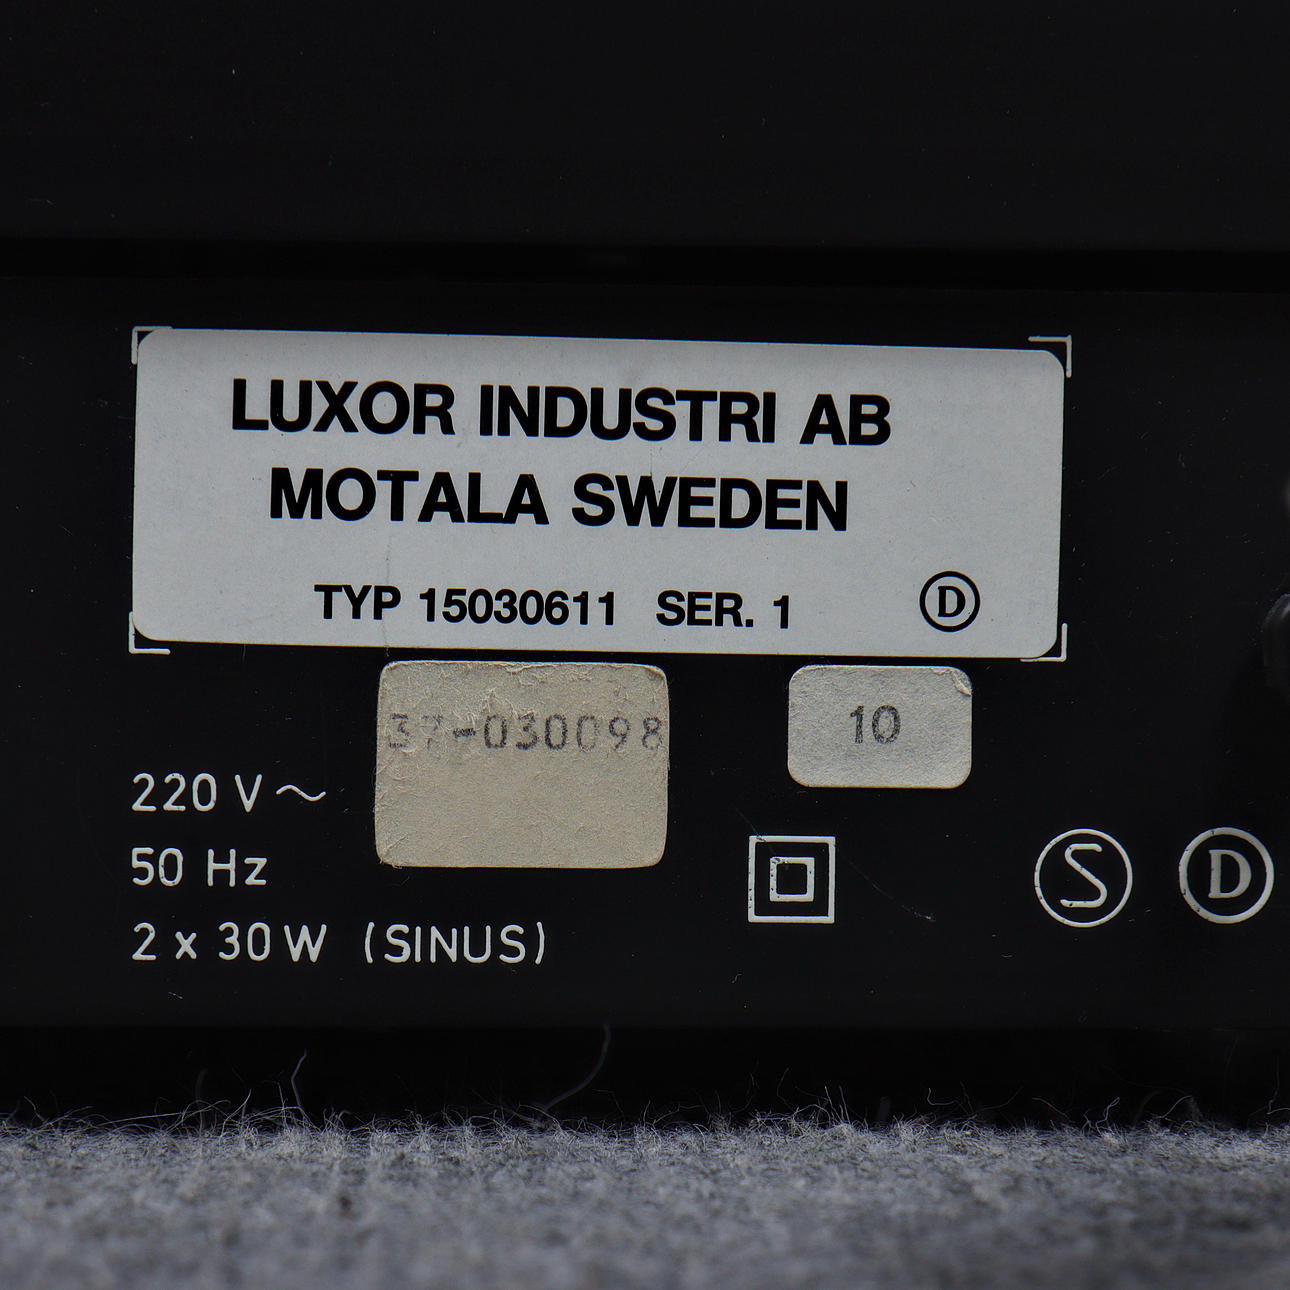 LUXOR INDUSTRI AB
MOTALA SWEDEN
TYP 15030611 SER. 1 D
37-030098
10
220 V ~
50 Hz
2 x 30 W (SINUS)
S D